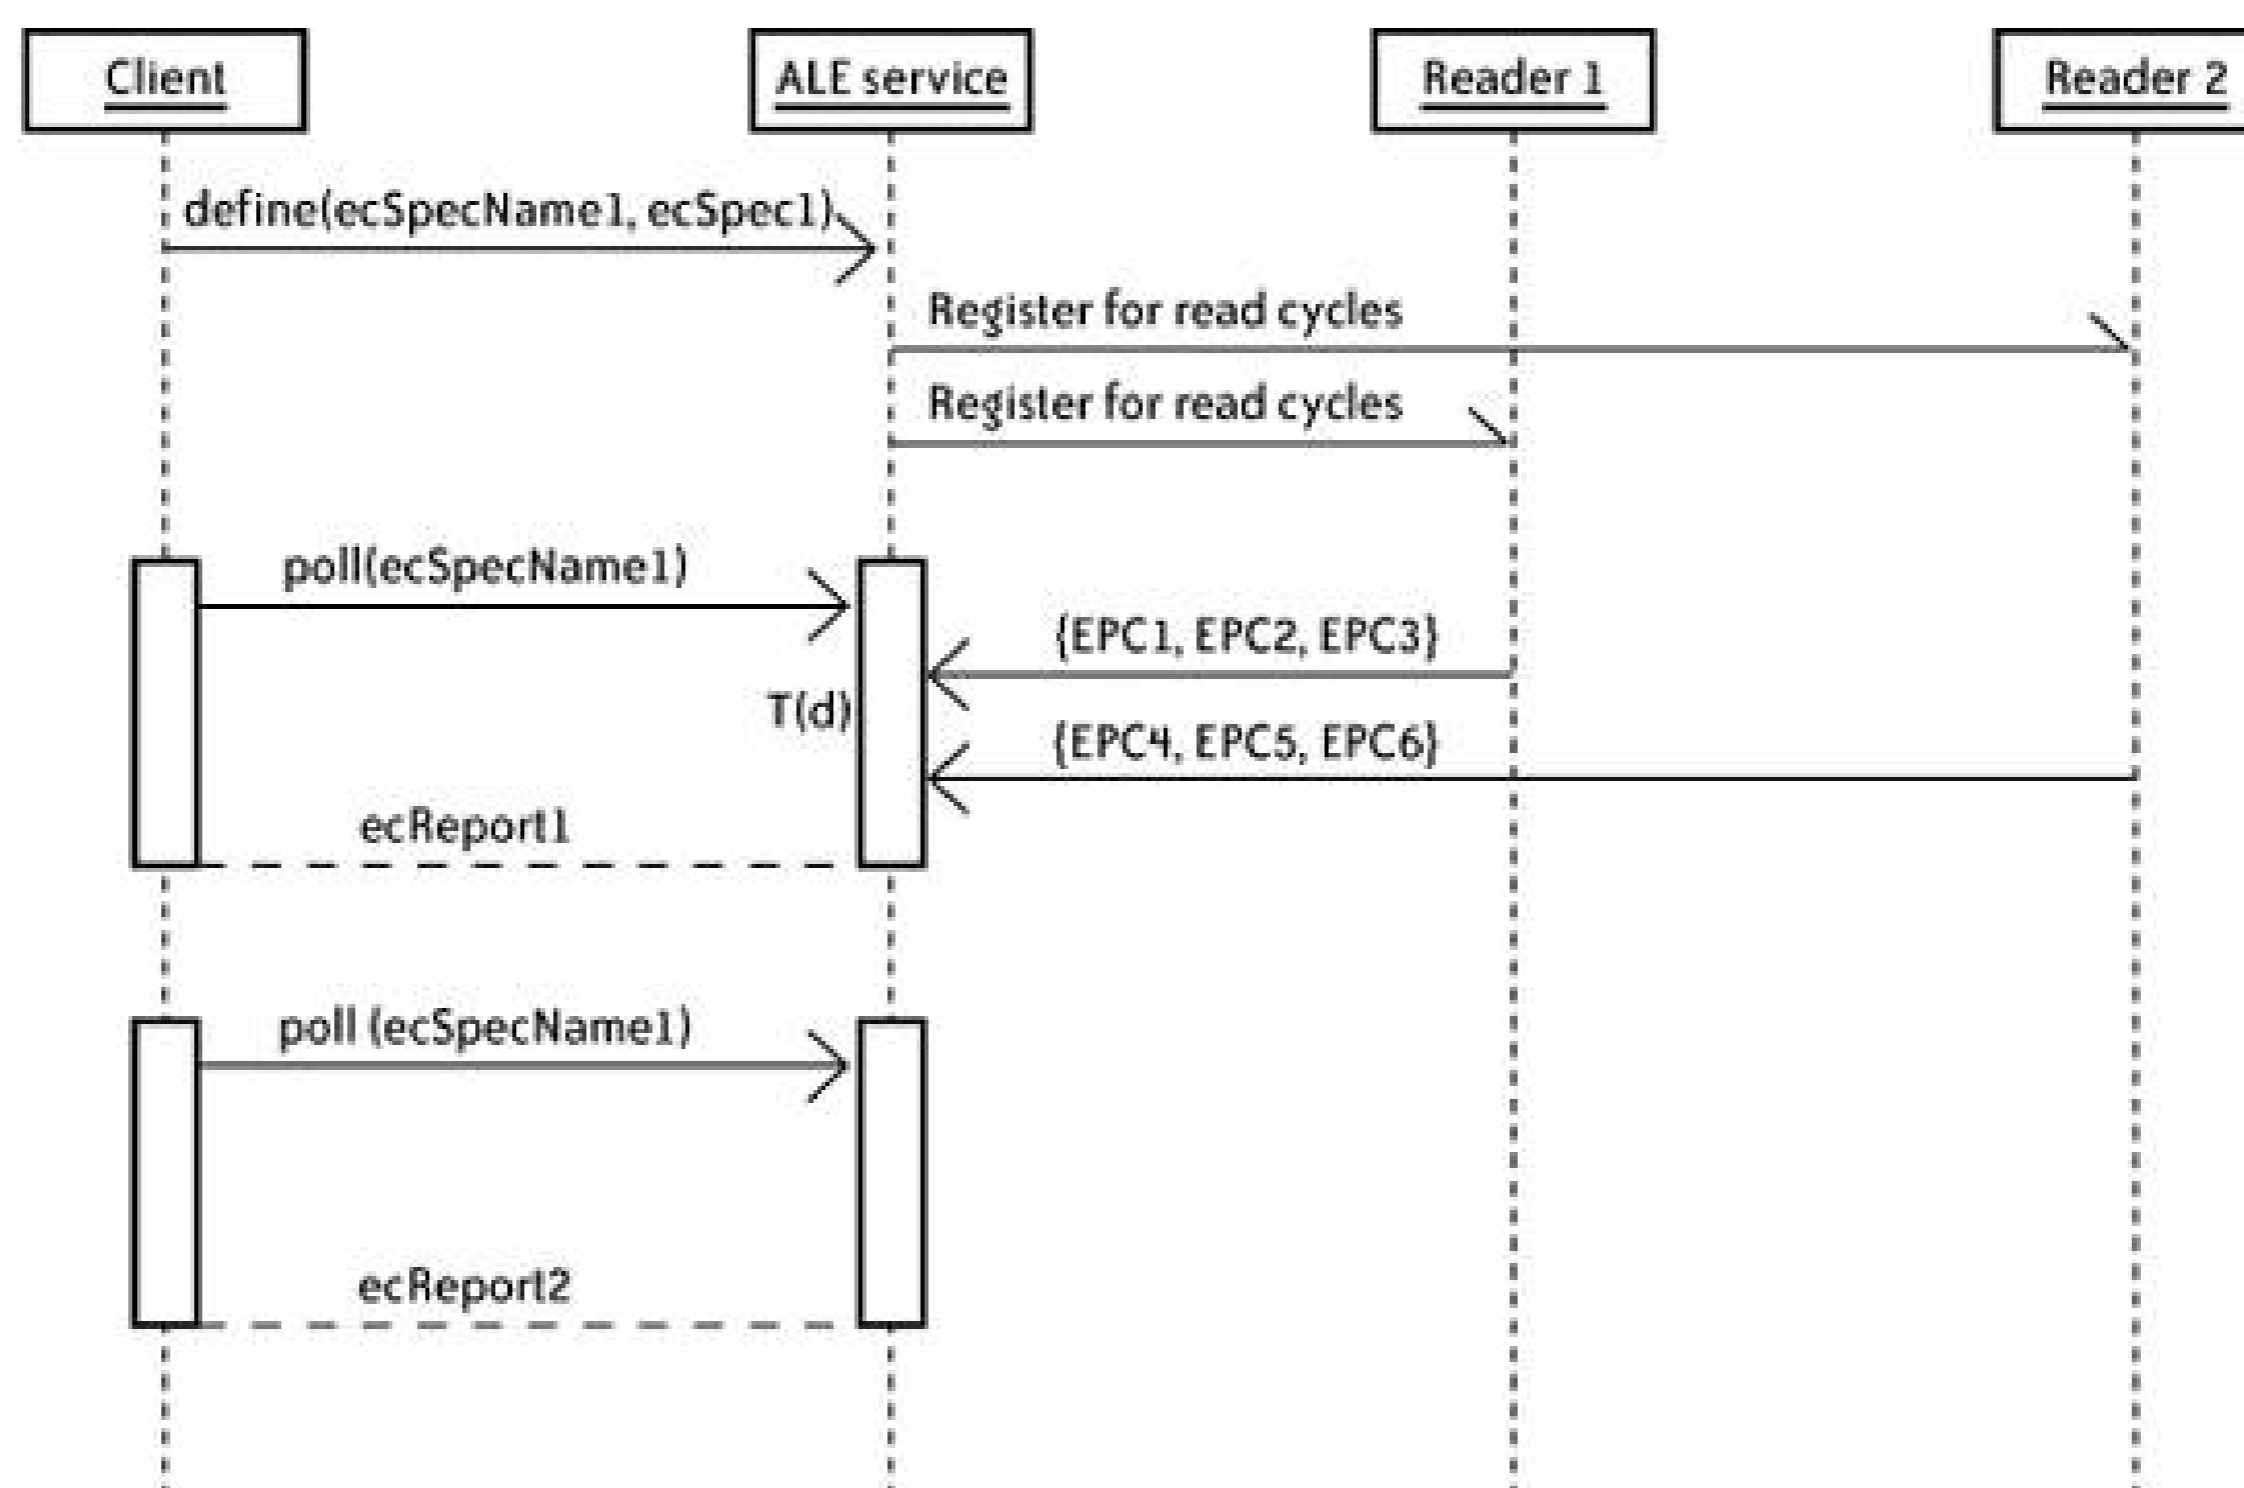 Client
ALE service
Reader 1
Reader 2
define(ecSpecName1, ecSpec1)
Register for read cycles
Register for read cycles
poll(ecSpecName1)
{EPC1, EPC2, EPC3}
T(d)
{EPC4, EPC5, EPC6}
ecReport1
poll (ecSpecName1)
ecReport2